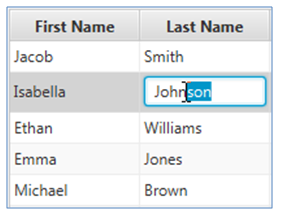 First Name Last Name
Jacob Smith
Isabella Johnson
Ethan Williams
Emma Jones
Michael Brown